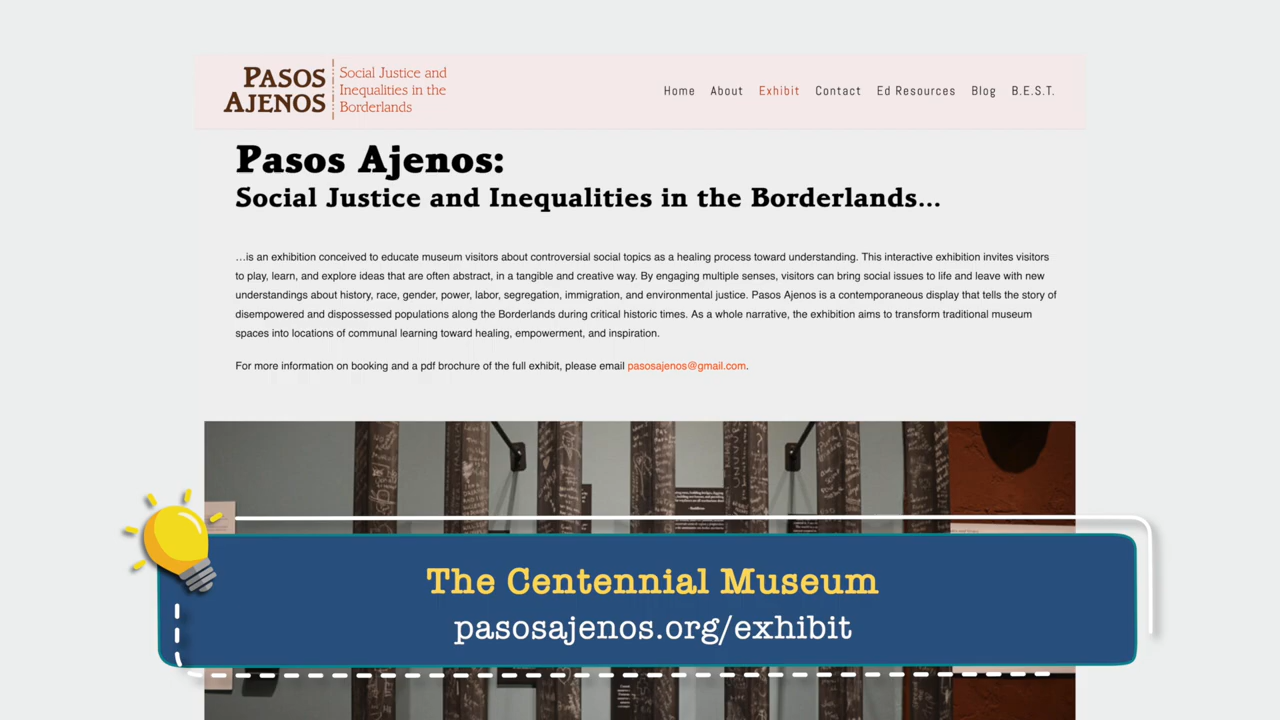 PASOS
AJENOS
Social Justice and
Inequalities in the
Borderlands
Home About Exhibit Contact Ed Resources Blog B.E.S.T.
Pasos Ajenos:
Social Justice and Inequalities in the Borderlands...
...is an exhibition conceived to educate museum visitors about controversial social topics as a healing process toward understanding. This interactive exhibition invites visitors
to play, learn, and explore ideas that are often abstract, in a tangible and creative way. By engaging multiple senses, visitors can bring social issues to life and leave with new
understandings about history, race, gender, power, labor, segregation, immigration, and environmental justice. Pasos Ajenos is a contemporaneous display that tells the story of
disempowered and dispossessed populations along the Borderlands during critical historic times. As a whole narrative, the exhibition aims to transform traditional museum
spaces into locations of communal learning toward healing, empowerment, and inspiration.
For more information on booking and a pdf brochure of the full exhibit, please email pasosajenos@gmail.com.
The Centennial Museum
pasosajenos.org/exhibit